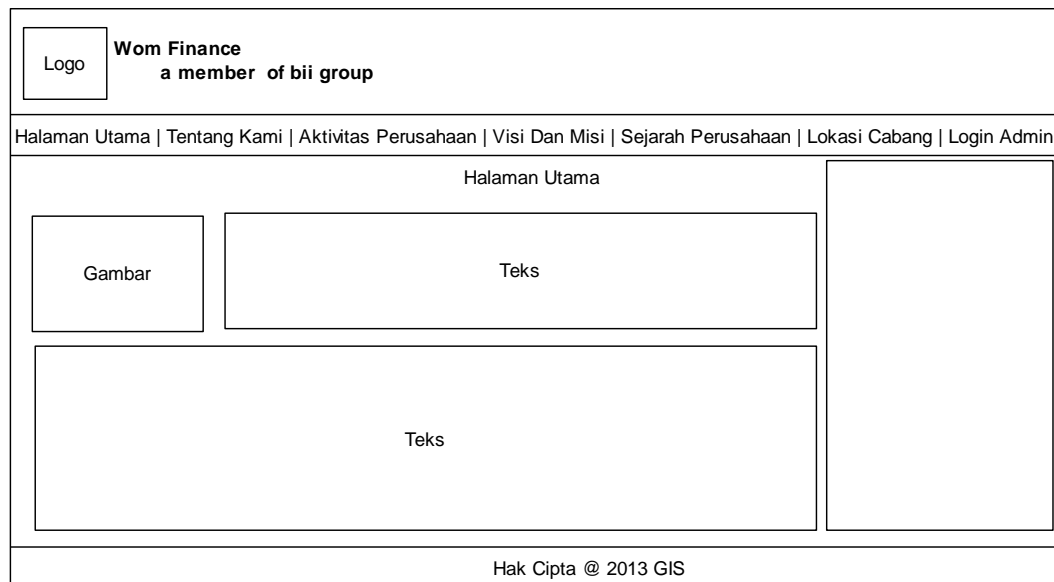 Logo
Wom Finance
a member of bii group
Halaman Utama | Tentang Kami | Aktivitas Perusahaan | Visi Dan Misi | Sejarah Perusahaan | Lokasi Cabang | Login Admin
Halaman Utama
Gambar
Teks
Teks
Hak Cipta @ 2013 GIS